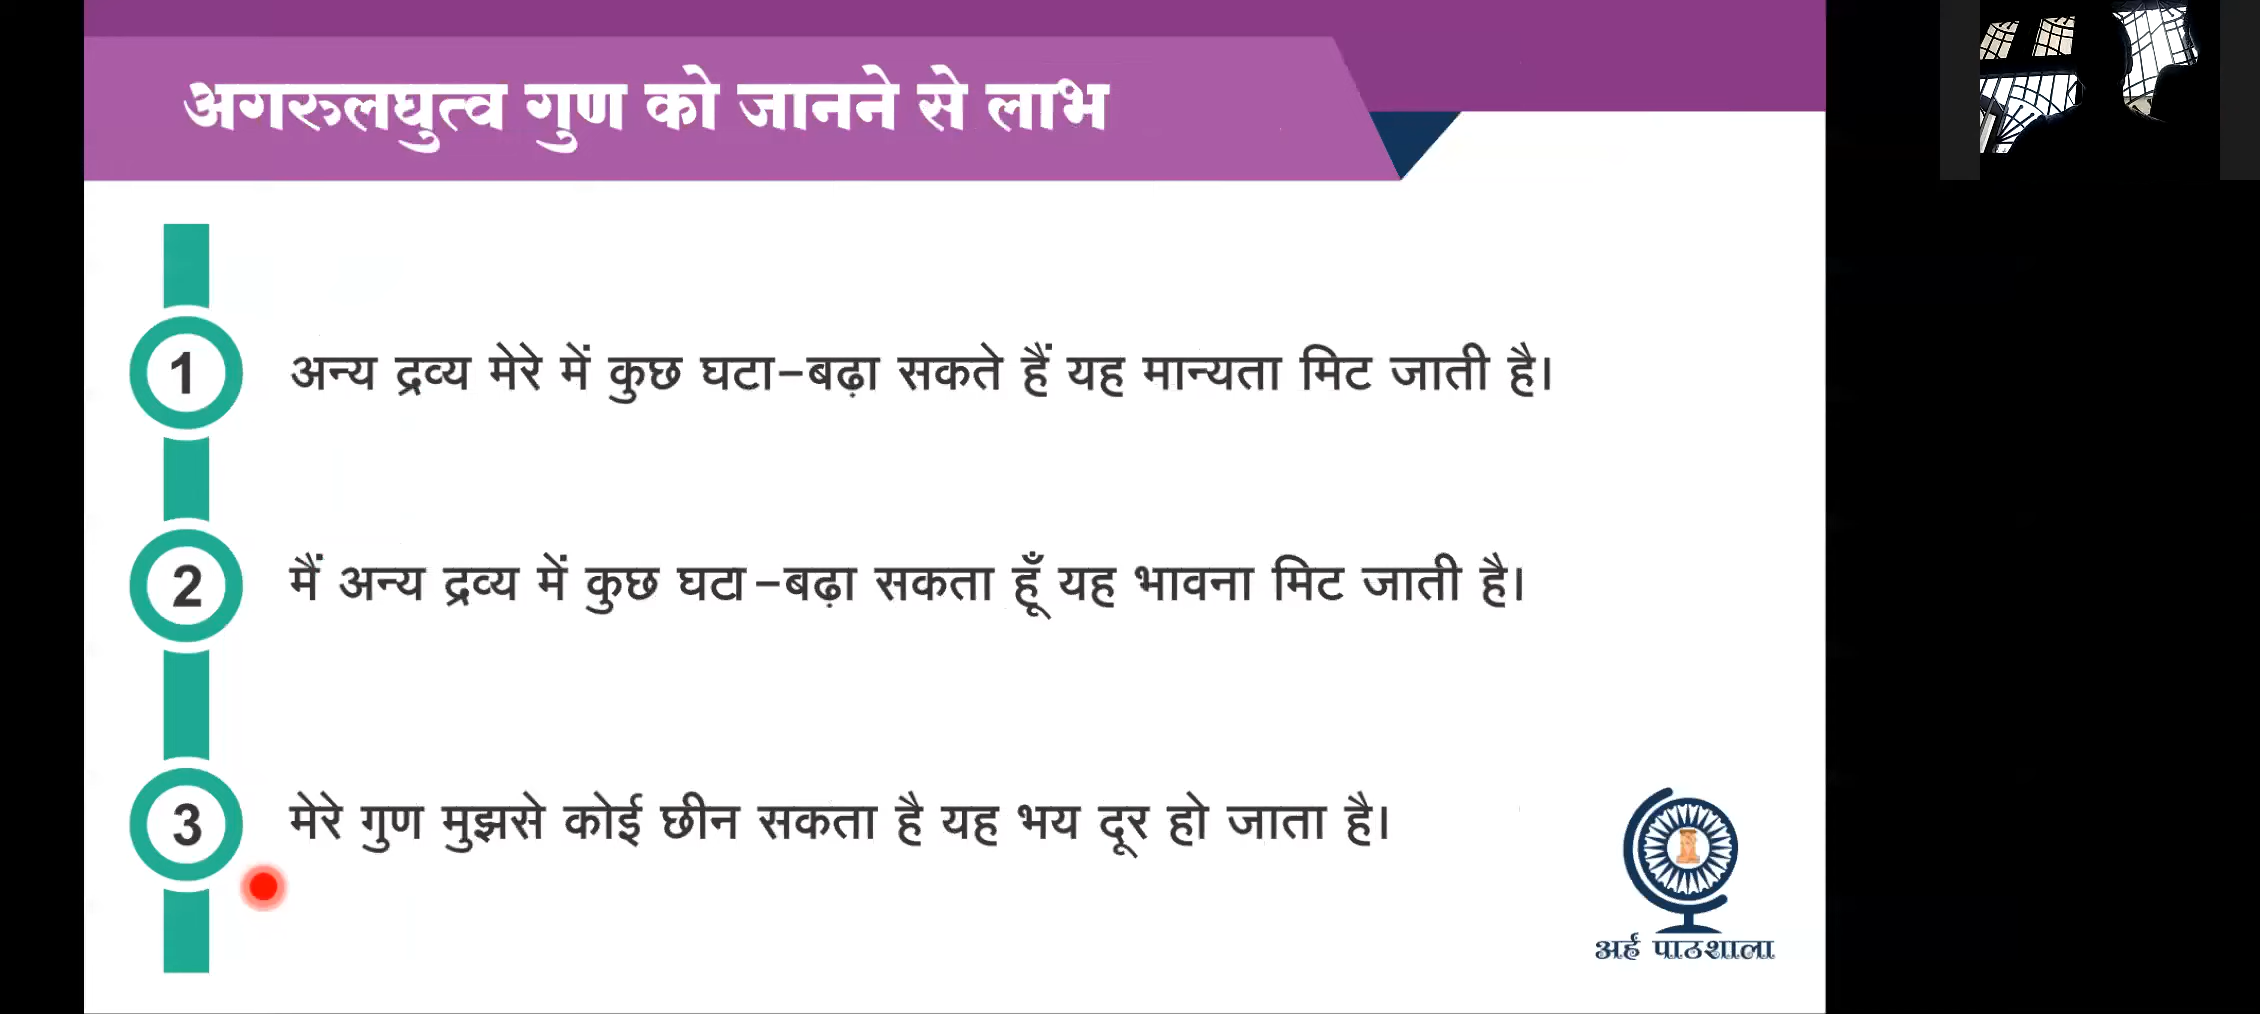 अगरुलघुत्व गुण को जानने से लाभ
1 अन्य द्रव्य मेरे में कुछ घटा-बढ़ा सकते हैं यह मान्यता मिट जाती है।
2 मैं अन्य द्रव्य में कुछ घटा-बढ़ा सकता हूँ यह भावना मिट जाती है।
3 मेरे गुण मुझसे कोई छीन सकता है यह भय दूर हो जाता है।
अर्हं पाठशाला